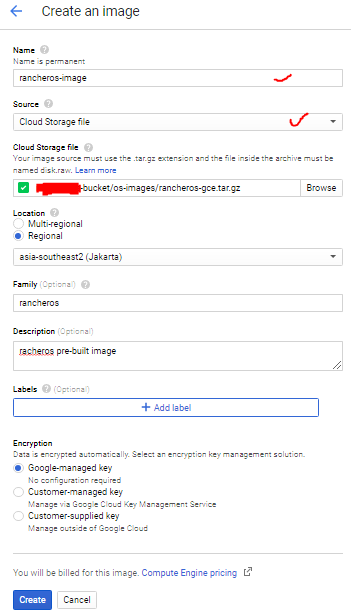 Create an image
Name
Name is permanent
rancheros-image
Source
Cloud Storage file
Cloud Storage file
Your image source must use the .tar.gz extension and the file inside the archive must be
named disk.raw. Learn more
-bucket/os-images/rancheros-gce.tar.gz Browse
Location
Multi-regional
Regional
asia-southeast2 (Jakarta)
Family (Optional)
rancheros
Description (Optional)
racheros pre-built image
Labels (Optional)
+ Add label
Encryption
Data is encrypted automatically. Select an encryption key management solution.
Google-managed key
No configuration required
Customer-managed key
Manage via Google Cloud Key Management Service
Customer-supplied key
Manage outside of Google Cloud
You will be billed for this image. Compute Engine pricing
Create Cancel